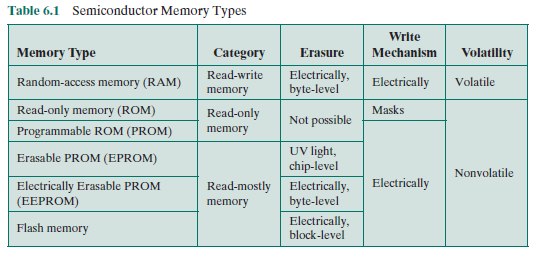 Table 6.1 Semiconductor Memory Types
Memory Type Category Erasure Write Mechanism Volatility
Random-access memory (RAM) Read-write memory Electrically, byte-level Electrically Volatile
Read-only memory (ROM) Read-only memory Not possible Masks Nonvolatile
Programmable ROM (PROM) Electrically
Erasable PROM (EPROM) Read-mostly memory UV light, chip-level
Electrically Erasable PROM (EEPROM) Electrically, byte-level
Flash memory Electrically, block-level